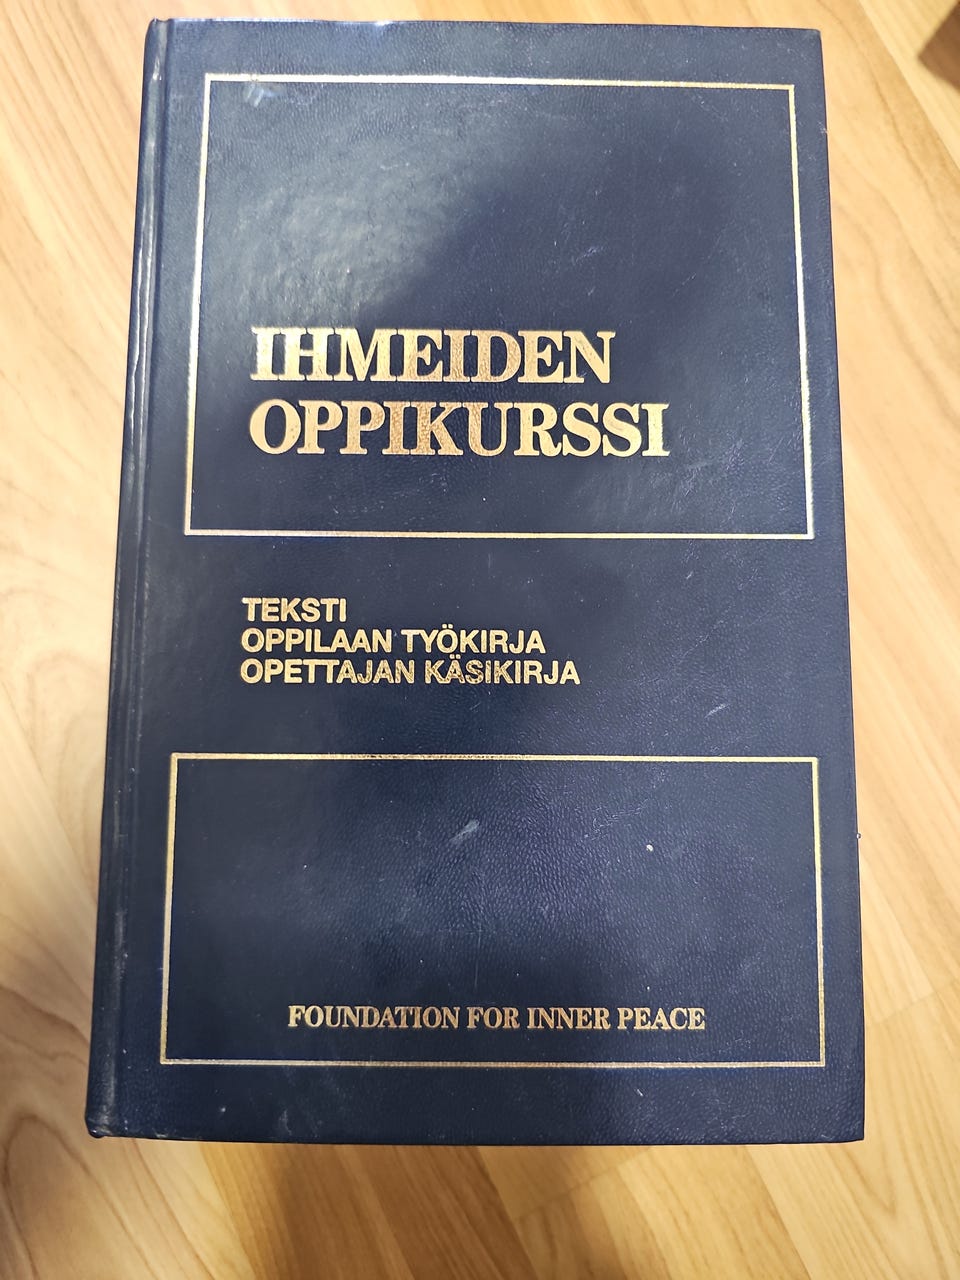 IHMEIDEN
OPPIKURSSI
TEKSTI
OPPILAAN TYÖKIRJA
OPETTAJAN KÄSIKIRJA
FOUNDATION FOR INNER PEACE